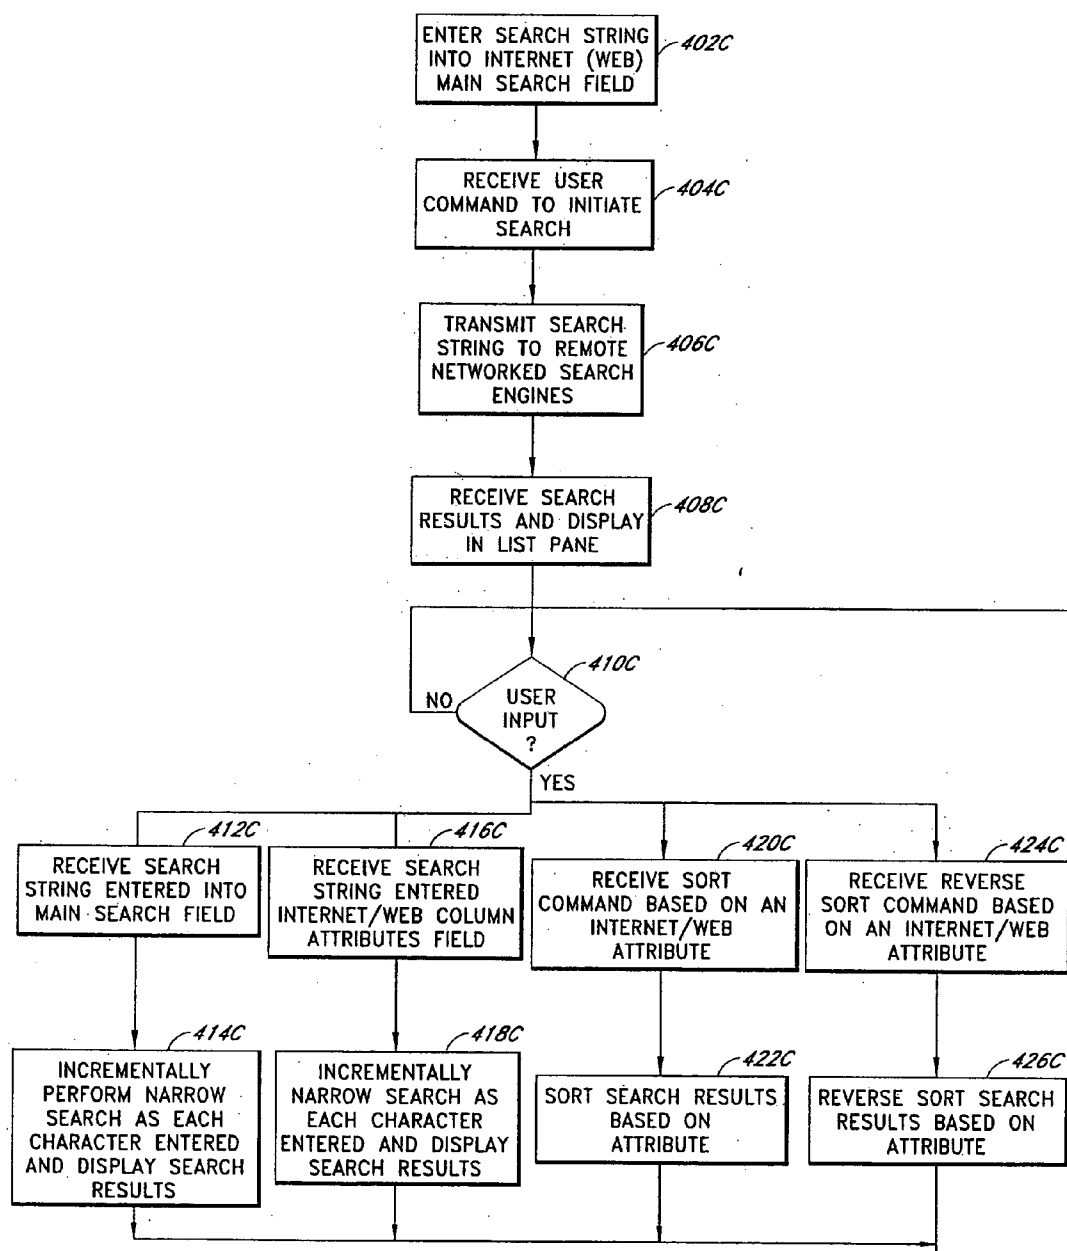 ENTER SEARCH STRING
INTO INTERNET (WEB)
MAIN SEARCH FIELD
402C
RECEIVE USER
COMMAND TO INITIATE
SEARCH
404C
TRANSMIT SEARCH
STRING TO REMOTE
NETWORKED SEARCH
ENGINES
406C
RECEIVE SEARCH
RESULTS AND DISPLAY
IN LIST PANE
408C
410C
USER
INPUT
?
NO
YES
412C
RECEIVE SEARCH
STRING ENTERED INTO
MAIN SEARCH FIELD
416C
RECEIVE SEARCH
STRING ENTERED
INTERNET/WEB COLUMN
ATTRIBUTES FIELD
420C
RECEIVE SORT
COMMAND BASED ON AN
INTERNET/WEB
ATTRIBUTE
424C
RECEIVE REVERSE
SORT COMMAND BASED
ON AN INTERNET/WEB
ATTRIBUTE
414C
INCREMENTALLY
PERFORM NARROW
SEARCH AS EACH
CHARACTER ENTERED
AND DISPLAY SEARCH
RESULTS
418C
INCREMENTALLY
NARROW SEARCH AS
EACH CHARACTER
ENTERED AND DISPLAY
SEARCH RESULTS
422C
SORT SEARCH RESULTS
BASED ON
ATTRIBUTE
426C
REVERSE SORT SEARCH
RESULTS BASED ON
ATTRIBUTE